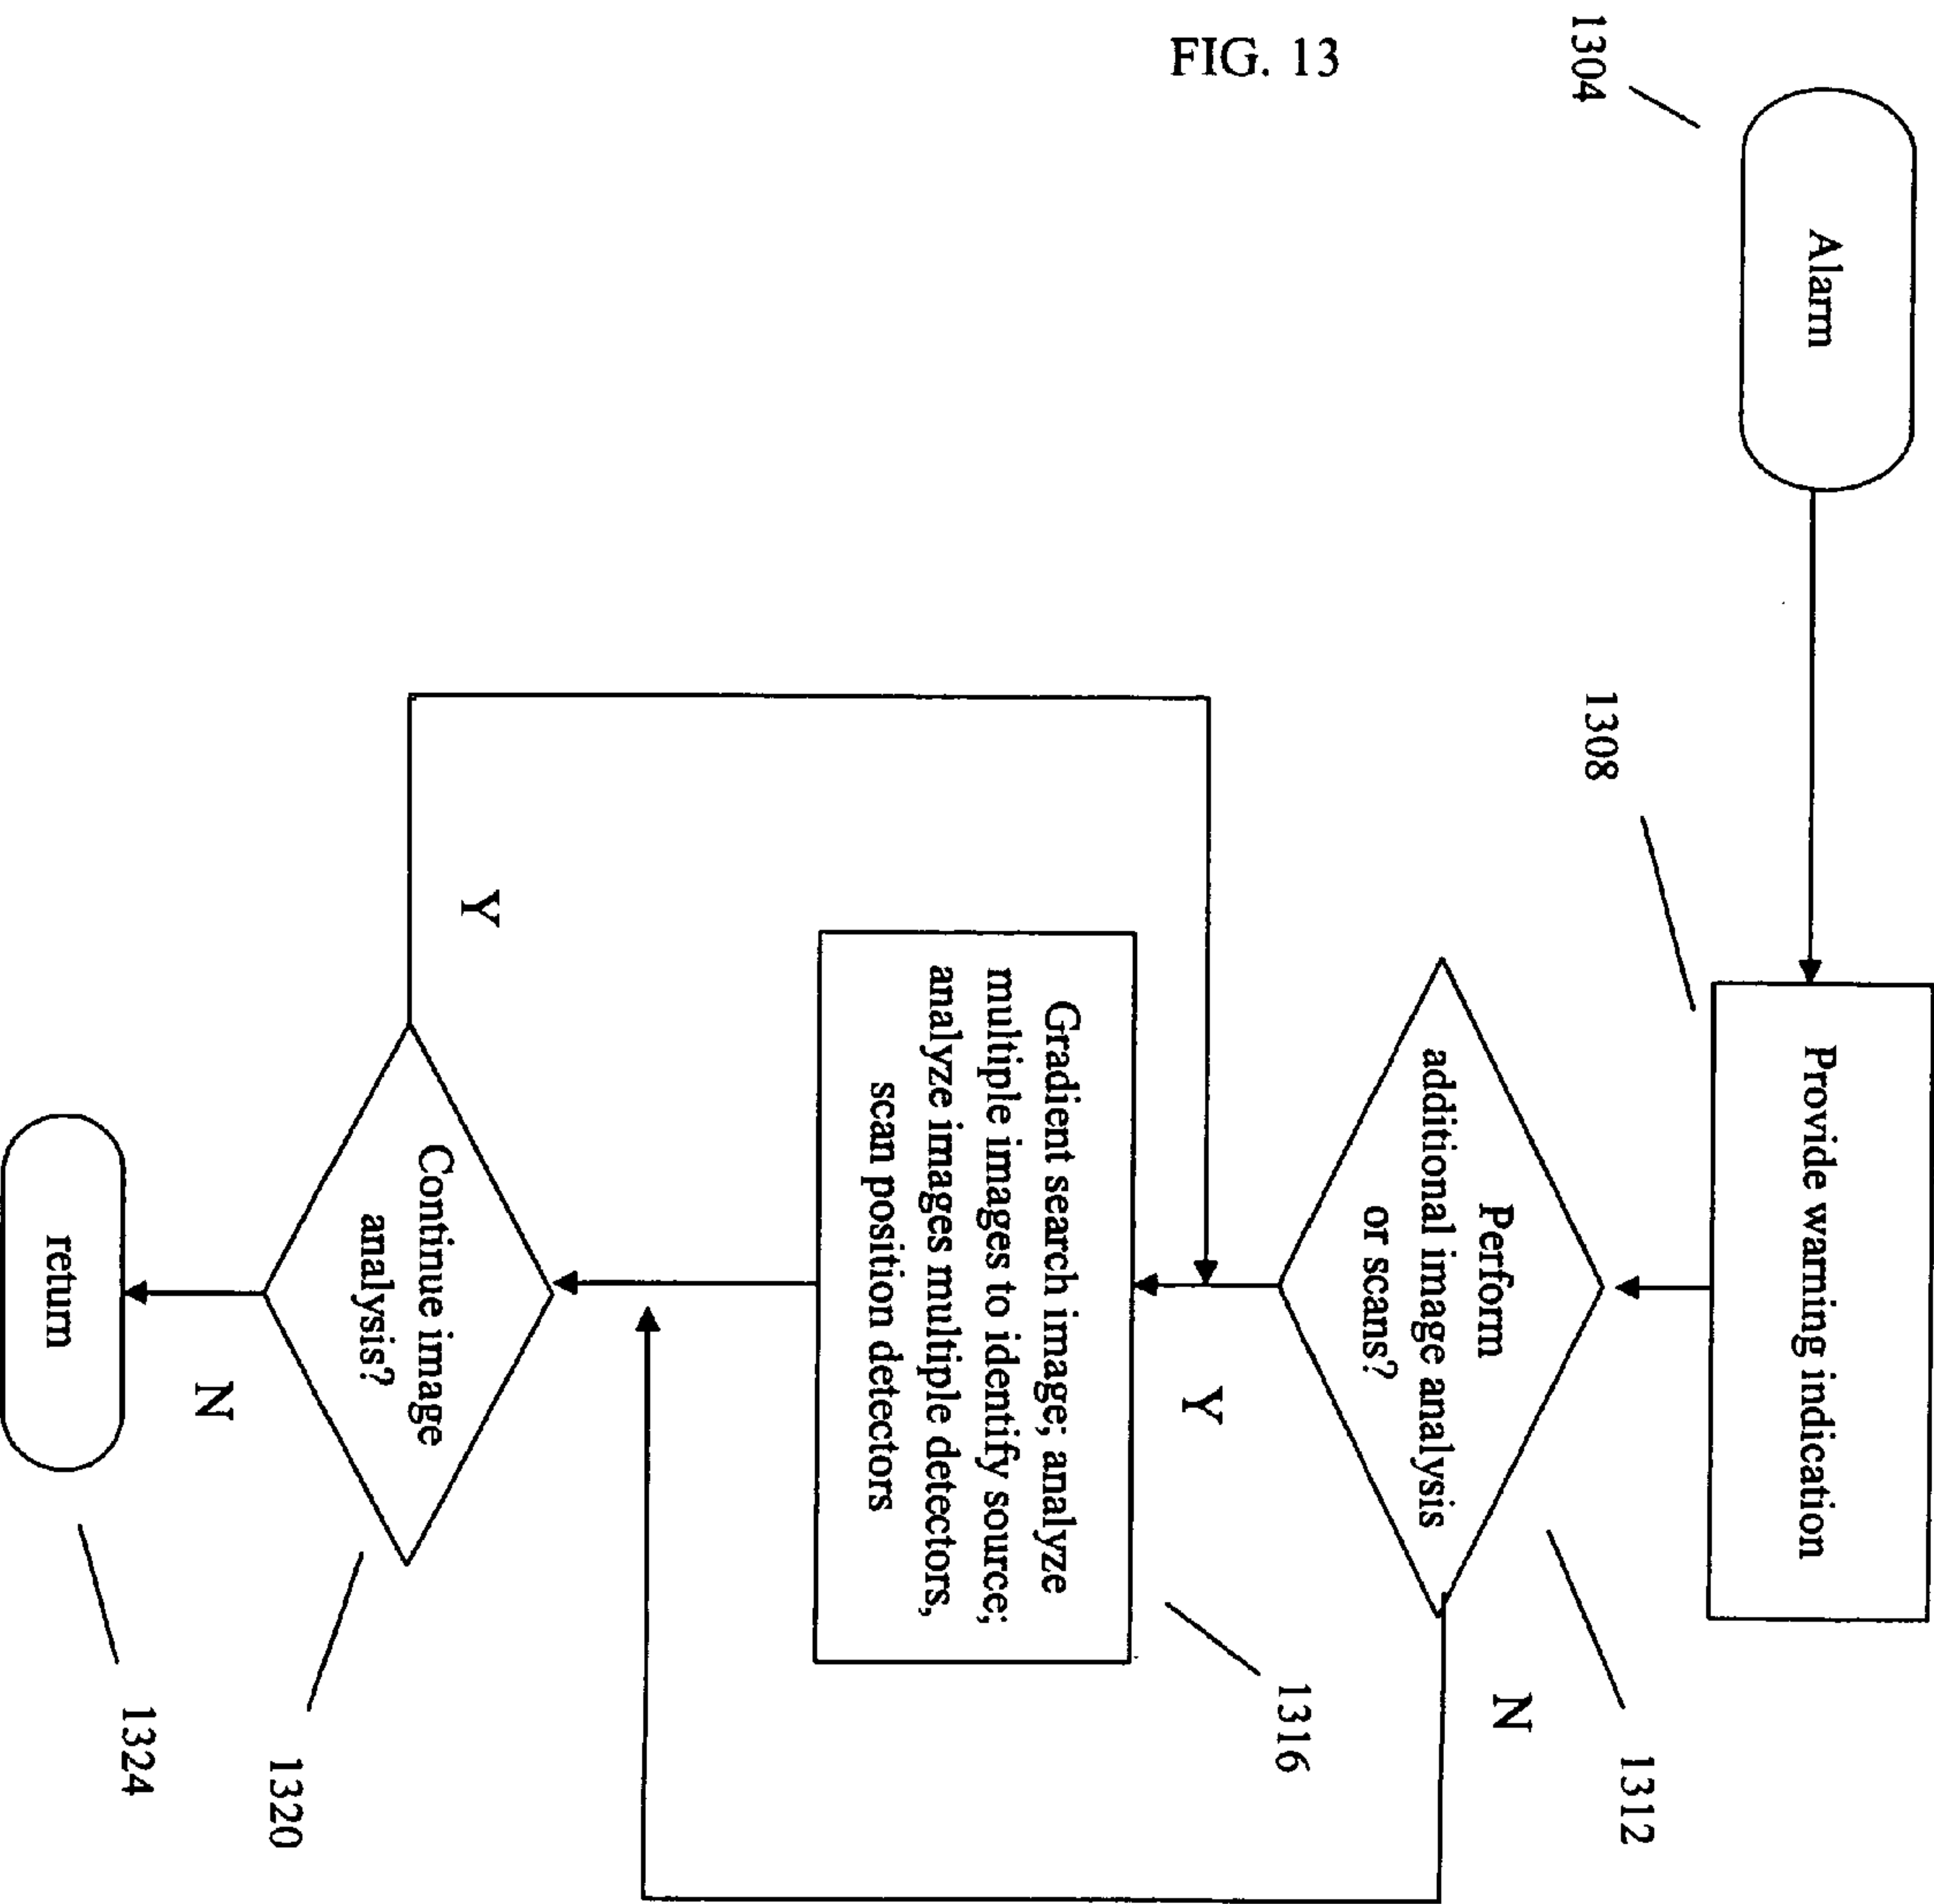 FIG. 13
1304
Alarm
1308
Provide warning indication
1312
Perform
additional image analysis
or scans?
N
Y
1316
Gradient search image; analyze
multiple images to identify source;
analyze images multiple detectors,
scan position detectors
Y
1320
Continue image
analysis?
N
1324
return